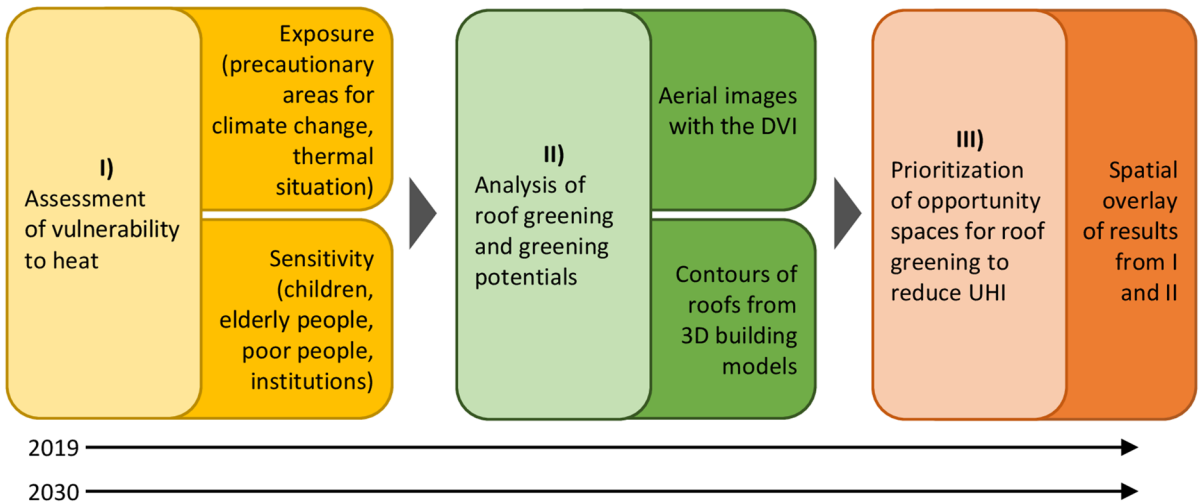 I)
Assessment
of vulnerability
to heat
Exposure
(precautionary
areas for
climate change,
thermal
situation)
Sensitivity
(children,
elderly people,
poor people,
institutions)
II)
Analysis of
roof greening
and greening
potentials
Aerial images
with the DVI
Contours of
roofs from
3D building
models
III)
Prioritization
of opportunity
spaces for roof
greening to
reduce UHI
Spatial
overlay
of results
from I
and II
2019
2030